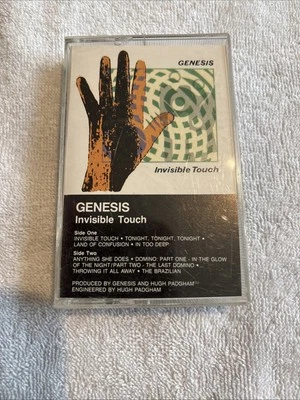 GENESIS
Invisible Touch
GENESIS
Invisible Touch
Side One
INVISIBLE TOUCH • TONIGHT, TONIGHT, TONIGHT •
LAND OF CONFUSION • IN TOO DEEP
Side Two
ANYTHING SHE DOES • DOMINO: PART ONE - IN THE GLOW
OF THE NIGHT/PART TWO - THE LAST DOMINO •
THROWING IT ALL AWAY • THE BRAZILIAN
PRODUCED BY GENESIS AND HUGH PADGHAM
ENGINEERED BY HUGH PADGHAM